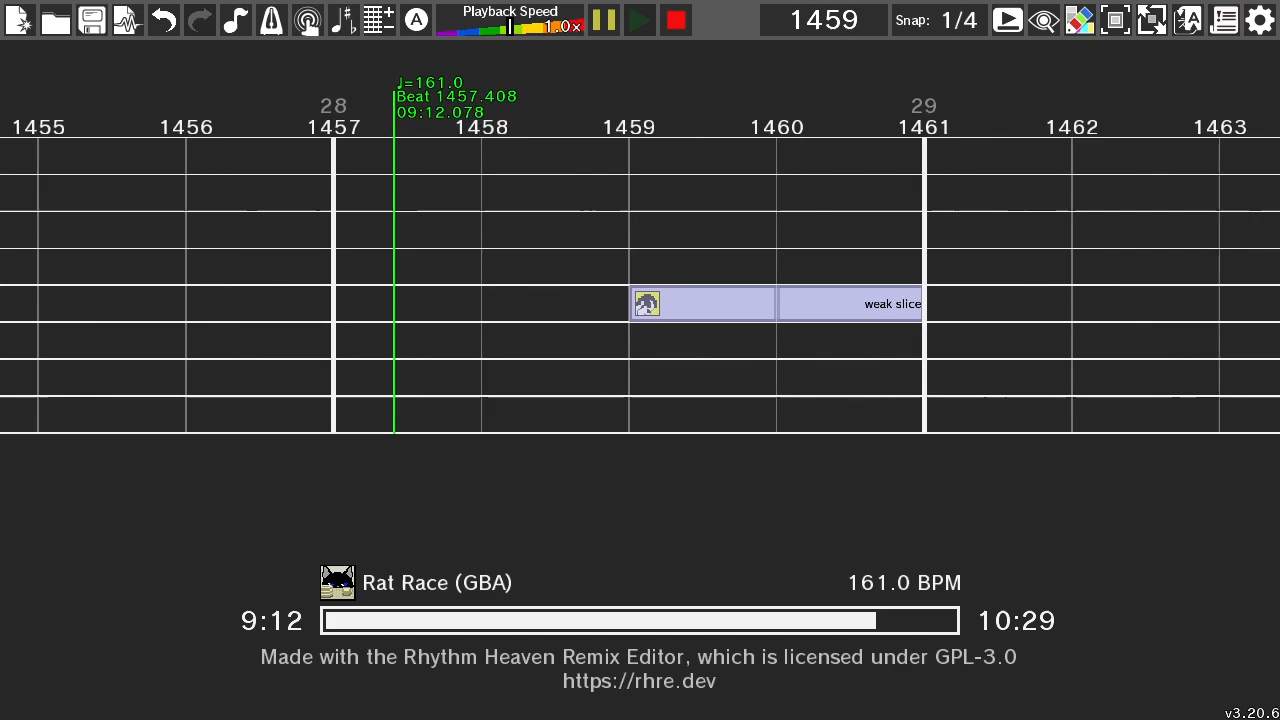 Playback Speed
1.0x
1459
Snap: 1/4
A
A
♩=161.0
Beat 1457.408
09:12.078
28
29
1455 1456 1457 1458 1459 1460 1461 1462 1463
weak slice
Rat Race (GBA)
161.0 BPM
9:12
10:29
Made with the Rhythm Heaven Remix Editor, which is licensed under GPL-3.0
https://rhre.dev
v3.20.6